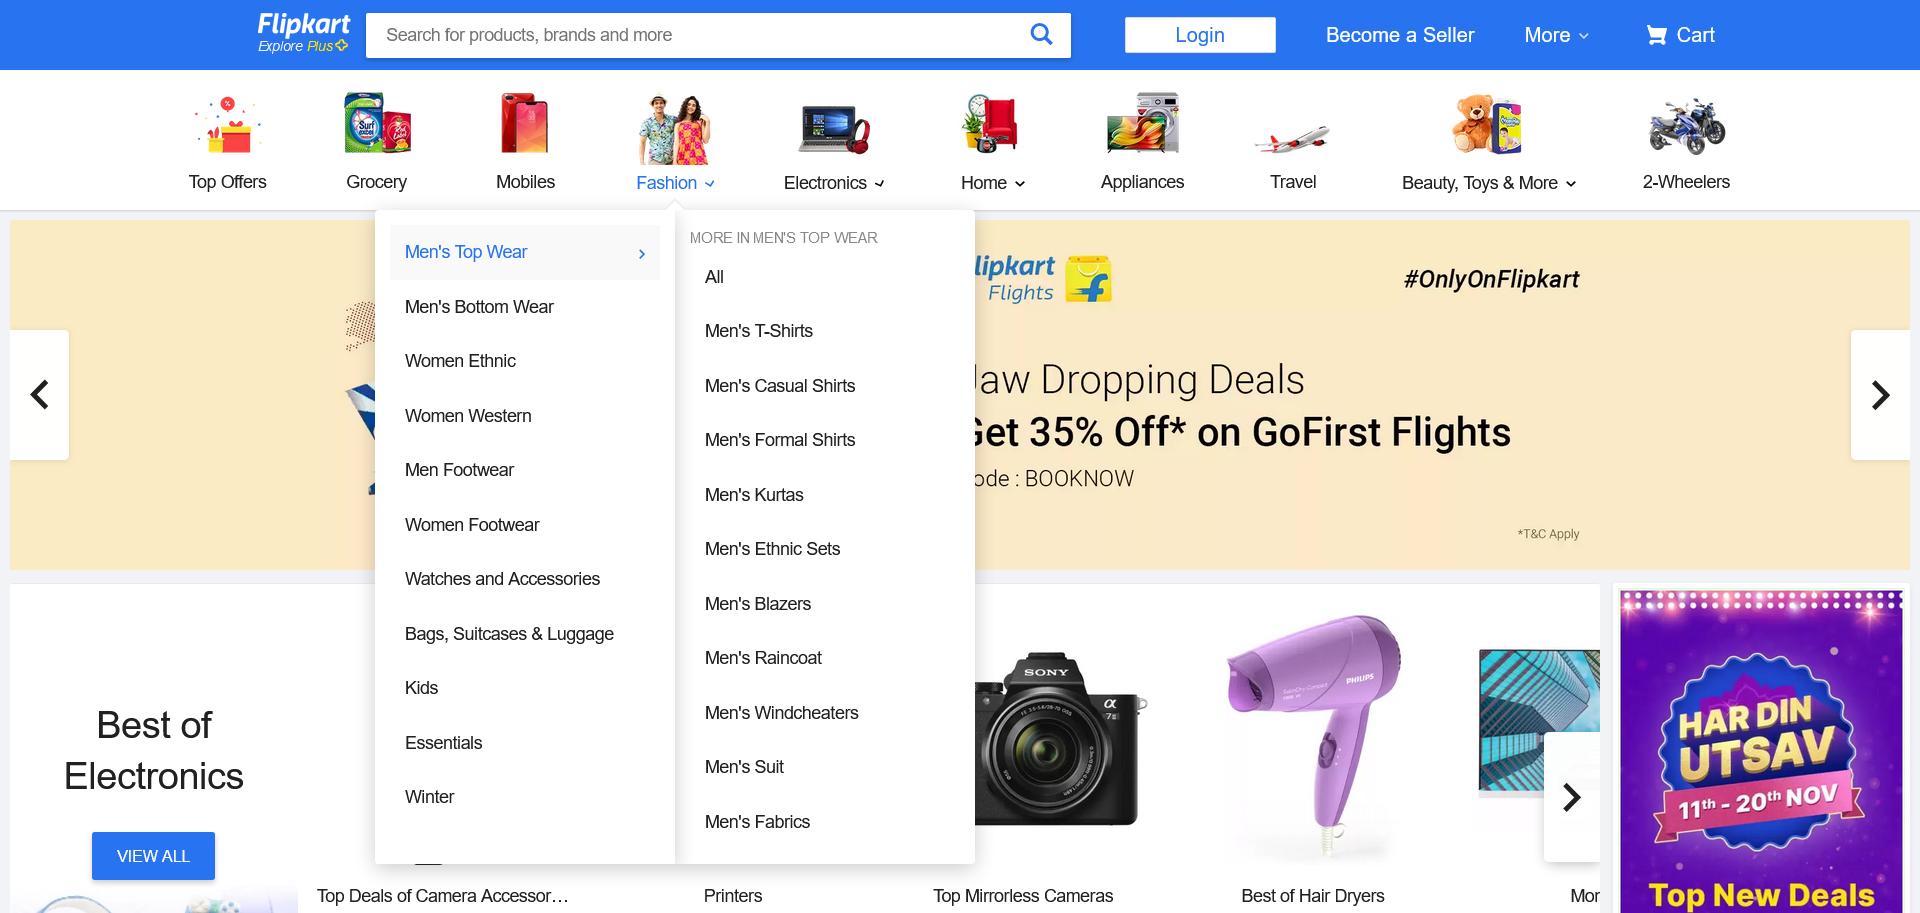 Flipkart
Explore Plus
Search for products, brands and more
Login
Become a Seller
More
Cart
Top Offers
Grocery
Mobiles
Fashion
Electronics
Home
Appliances
Travel
Beauty, Toys & More
2-Wheelers
Men's Top Wear
Men's Bottom Wear
Women Ethnic
Women Western
Men Footwear
Women Footwear
Watches and Accessories
Bags, Suitcases & Luggage
Kids
Essentials
Winter
MORE IN MEN'S TOP WEAR
All
Men's T-Shirts
Men's Casual Shirts
Men's Formal Shirts
Men's Kurtas
Men's Ethnic Sets
Men's Blazers
Men's Raincoat
Men's Windcheaters
Men's Suit
Men's Fabrics
lipkart
Flights
#OnlyOnFlipkart
Jaw Dropping Deals
Get 35% Off* on GoFirst Flights
ode : BOOKNOW
*T&C Apply
Best of
Electronics
VIEW ALL
Surf
excel
SONY
α
7II
PHILIPS
HAR DIN
UTSAV
11th - 20th NOV
Top New Deals
Top Deals of Camera Accessor...
Printers
Top Mirrorless Cameras
Best of Hair Dryers
Mor